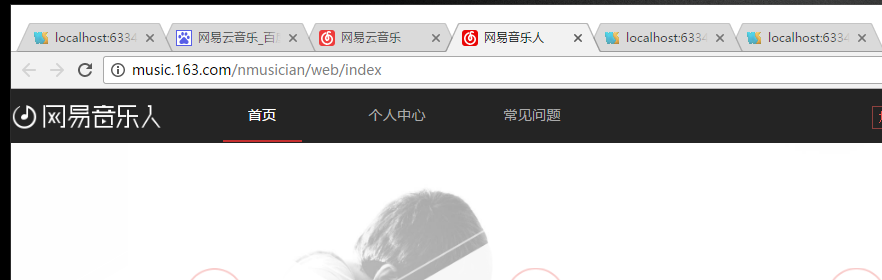 localhost:6334
网易云音乐_百
网易云音乐
网易音乐人
localhost:6334
localhost:6334
music.163.com/nmusician/web/index
网易音乐人
首页
个人中心
常见问题